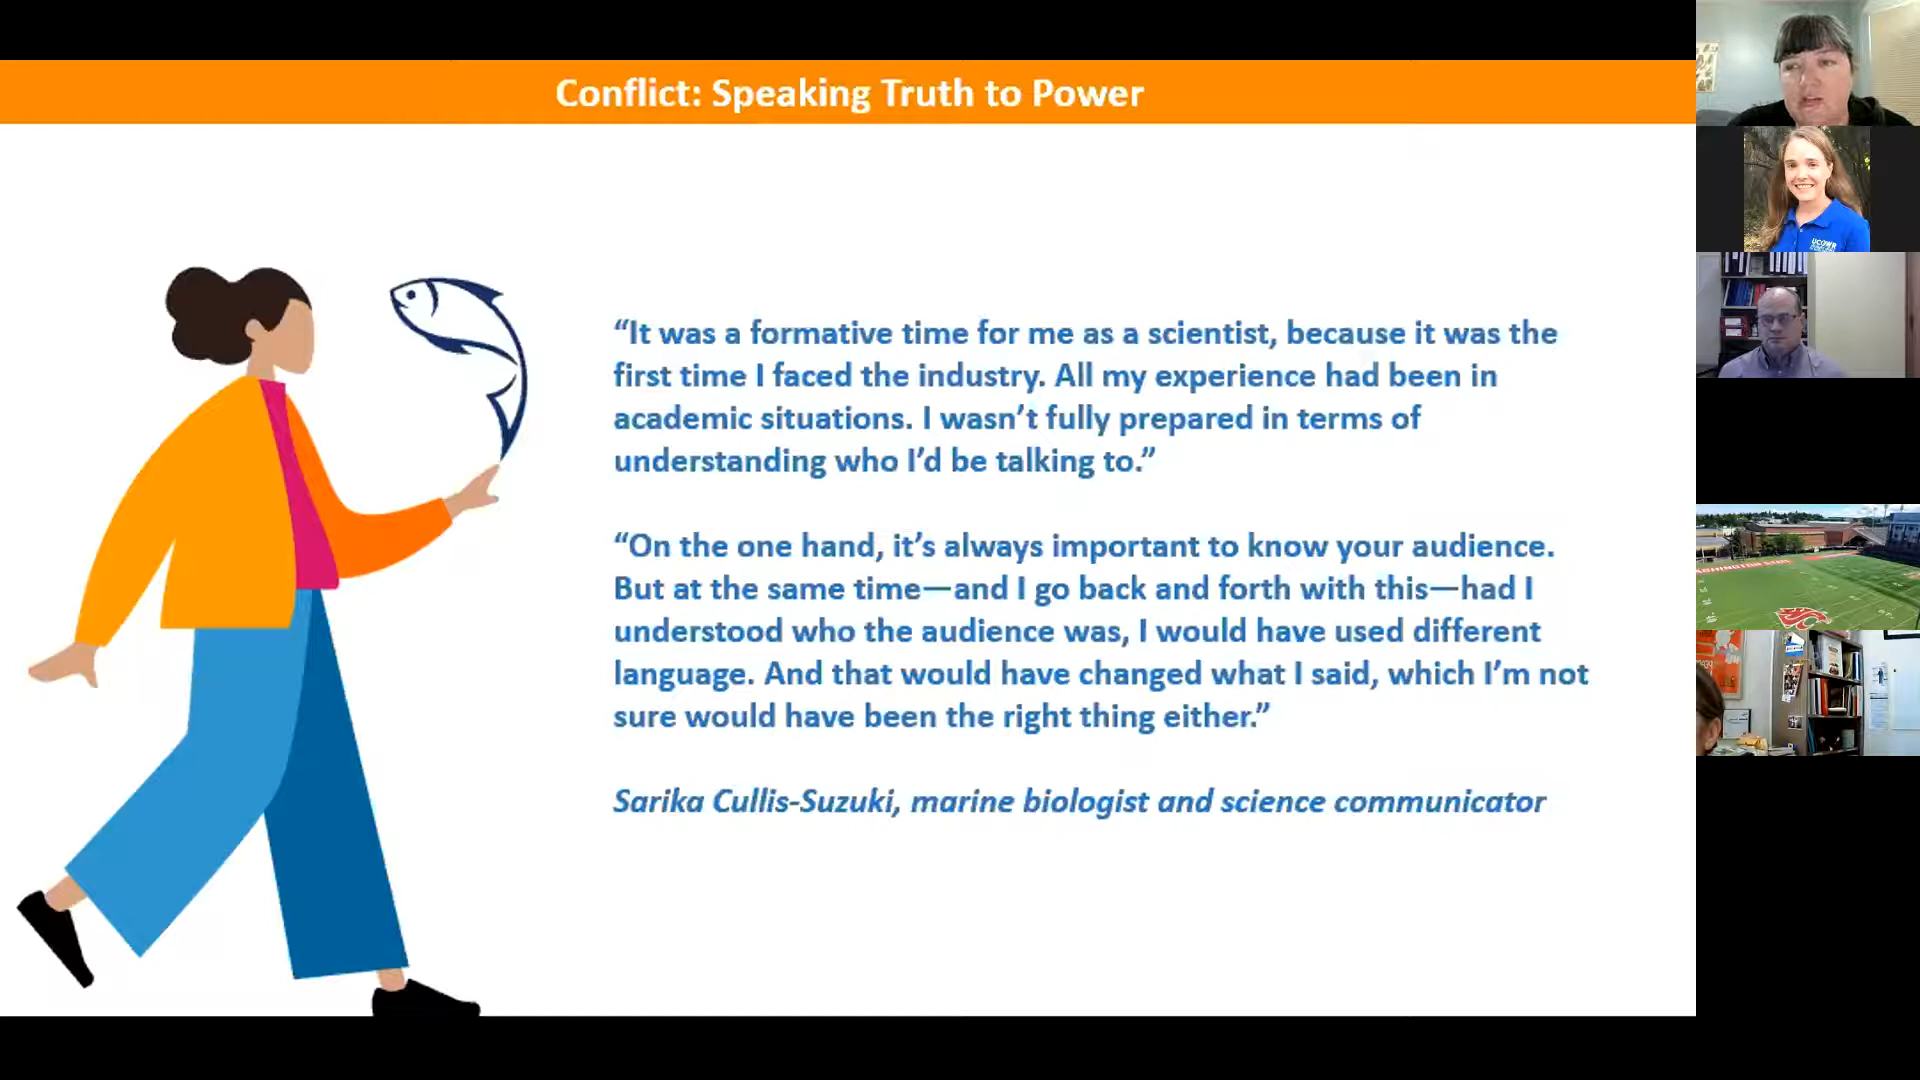 Conflict: Speaking Truth to Power
“It was a formative time for me as a scientist, because it was the
first time I faced the industry. All my experience had been in
academic situations. I wasn’t fully prepared in terms of
understanding who I’d be talking to.”
“On the one hand, it’s always important to know your audience.
But at the same time—and I go back and forth with this—had I
understood who the audience was, I would have used different
language. And that would have changed what I said, which I’m not
sure would have been the right thing either.”
Sarika Cullis-Suzuki, marine biologist and science communicator
UCOWR